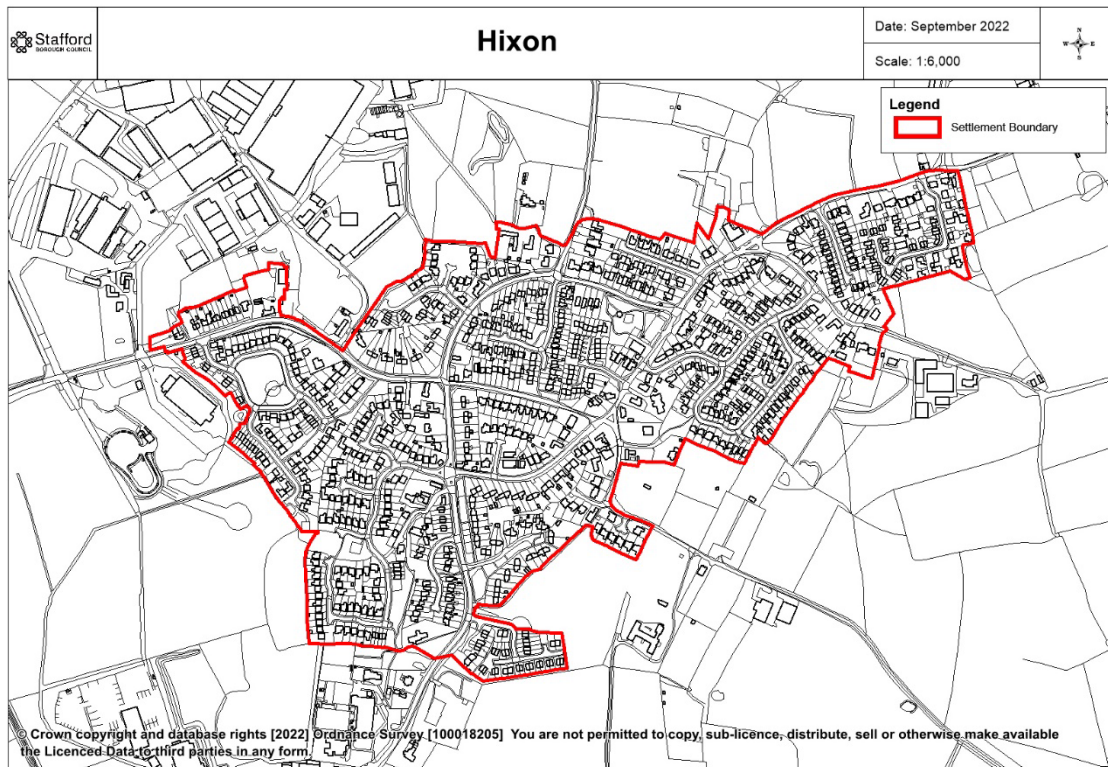 Stafford
BOROUGH COUNCIL
Hixon
Date: September 2022
Scale: 1:6,000
N
W E
S
Legend
Settlement Boundary
© Crown copyright and database rights [2022] Ordnance Survey [100018205] You are not permitted to copy, sub-licence, distribute, sell or otherwise make available
the Licenced Data to third parties in any form.